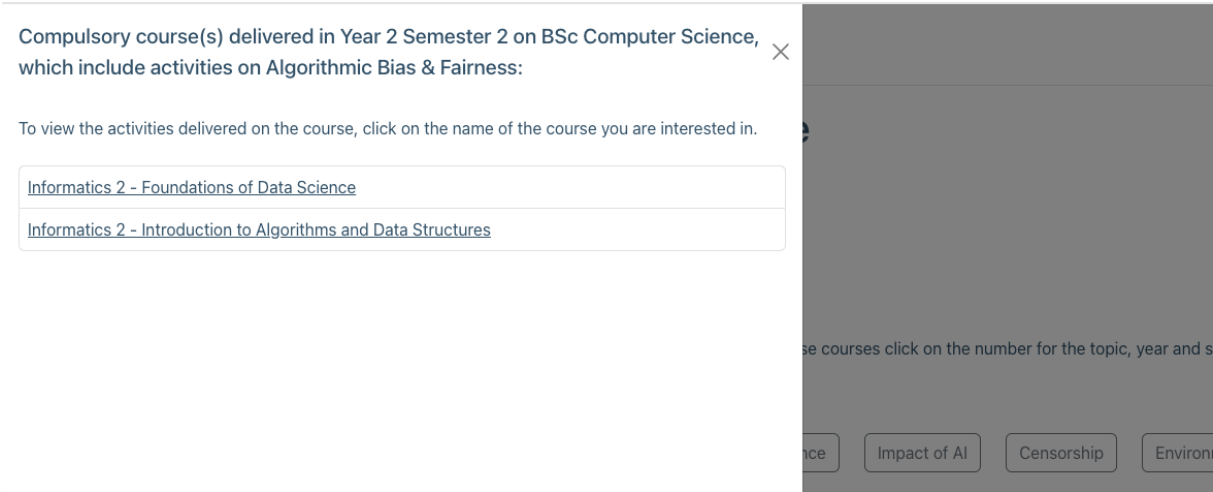 Compulsory course(s) delivered in Year 2 Semester 2 on BSc Computer Science,
which include activities on Algorithmic Bias & Fairness:
To view the activities delivered on the course, click on the name of the course you are interested in.
Informatics 2 - Foundations of Data Science
Informatics 2 - Introduction to Algorithms and Data Structures
courses click on the number for the topic, year and
Impact of AI
Censorship